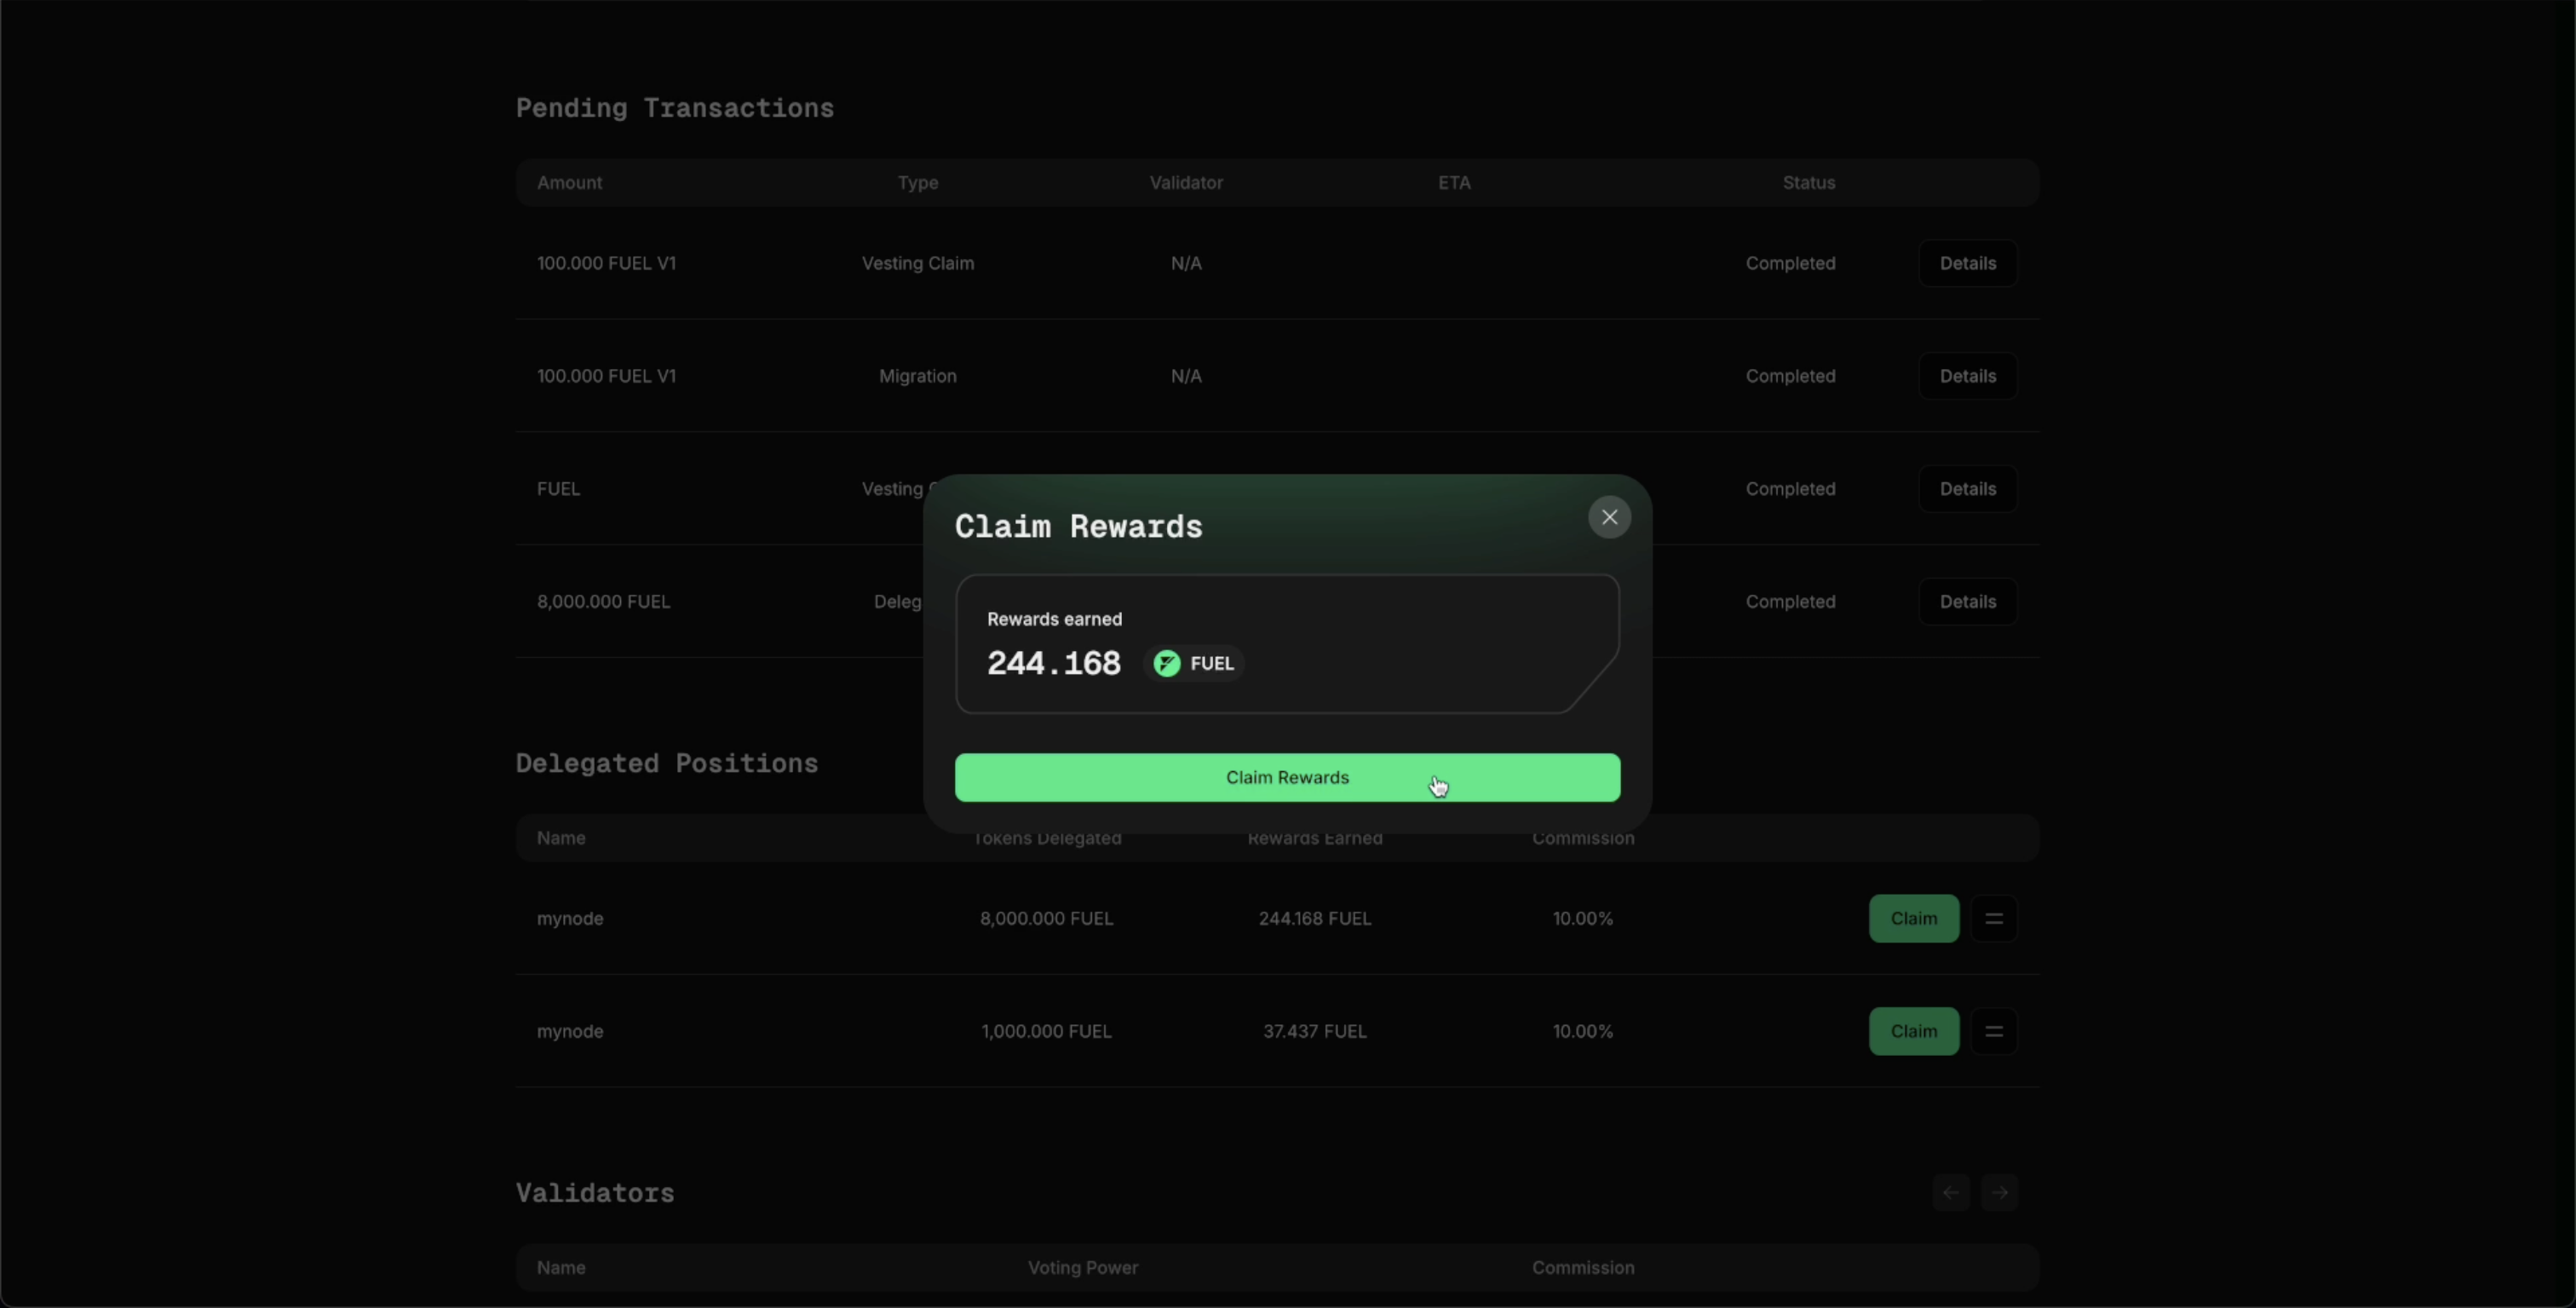 Pending Transactions
Amount Type Validator ETA Status
100.000 FUEL V1 Vesting Claim N/A Completed Details
100.000 FUEL V1 Migration N/A Completed Details
FUEL Vesting Completed Details
8,000.000 FUEL Deleg Completed Details
Claim Rewards
Rewards earned
244.168 FUEL
Claim Rewards
Delegated Positions
Name Tokens Delegated Rewards Earned Commission
mynode 8,000.000 FUEL 244.168 FUEL 10.00% Claim
mynode 1,000.000 FUEL 37.437 FUEL 10.00% Claim
Validators
Name Voting Power Commission